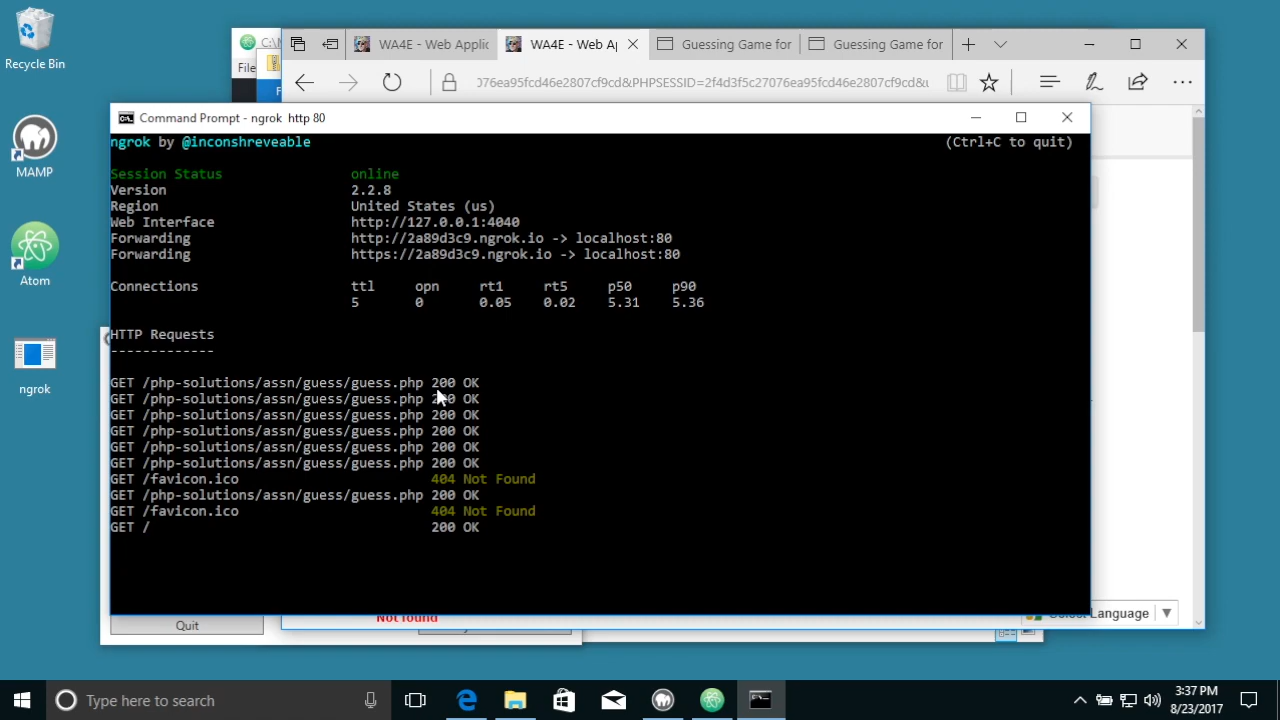 Recycle Bin
MAMP
Atom
ngrok
C:\M
File
F
WA4E - Web Applic
WA4E - Web Ap
Guessing Game for
Guessing Game for
076ea95fcd46e2807cf9cd&PHPSESSID=2f4d3f5c27076ea95fcd46e2807cf9cd&u
Command Prompt - ngrok http 80
ngrok by @inconshreveable (Ctrl+C to quit)
Session Status online
Version 2.2.8
Region United States (us)
Web Interface http://127.0.0.1:4040
Forwarding http://2a89d3c9.ngrok.io -> localhost:80
Forwarding https://2a89d3c9.ngrok.io -> localhost:80
Connections ttl opn rt1 rt5 p50 p90
5 0 0.05 0.02 5.31 5.36
HTTP Requests
-------------
GET /php-solutions/assn/guess/guess.php 200 OK
GET /php-solutions/assn/guess/guess.php 200 OK
GET /php-solutions/assn/guess/guess.php 200 OK
GET /php-solutions/assn/guess/guess.php 200 OK
GET /php-solutions/assn/guess/guess.php 200 OK
GET /php-solutions/assn/guess/guess.php 200 OK
GET /favicon.ico 404 Not Found
GET /php-solutions/assn/guess/guess.php 200 OK
GET /favicon.ico 404 Not Found
GET / 200 OK
Quit
Not found
Language
Type here to search
3:37 PM
8/23/2017